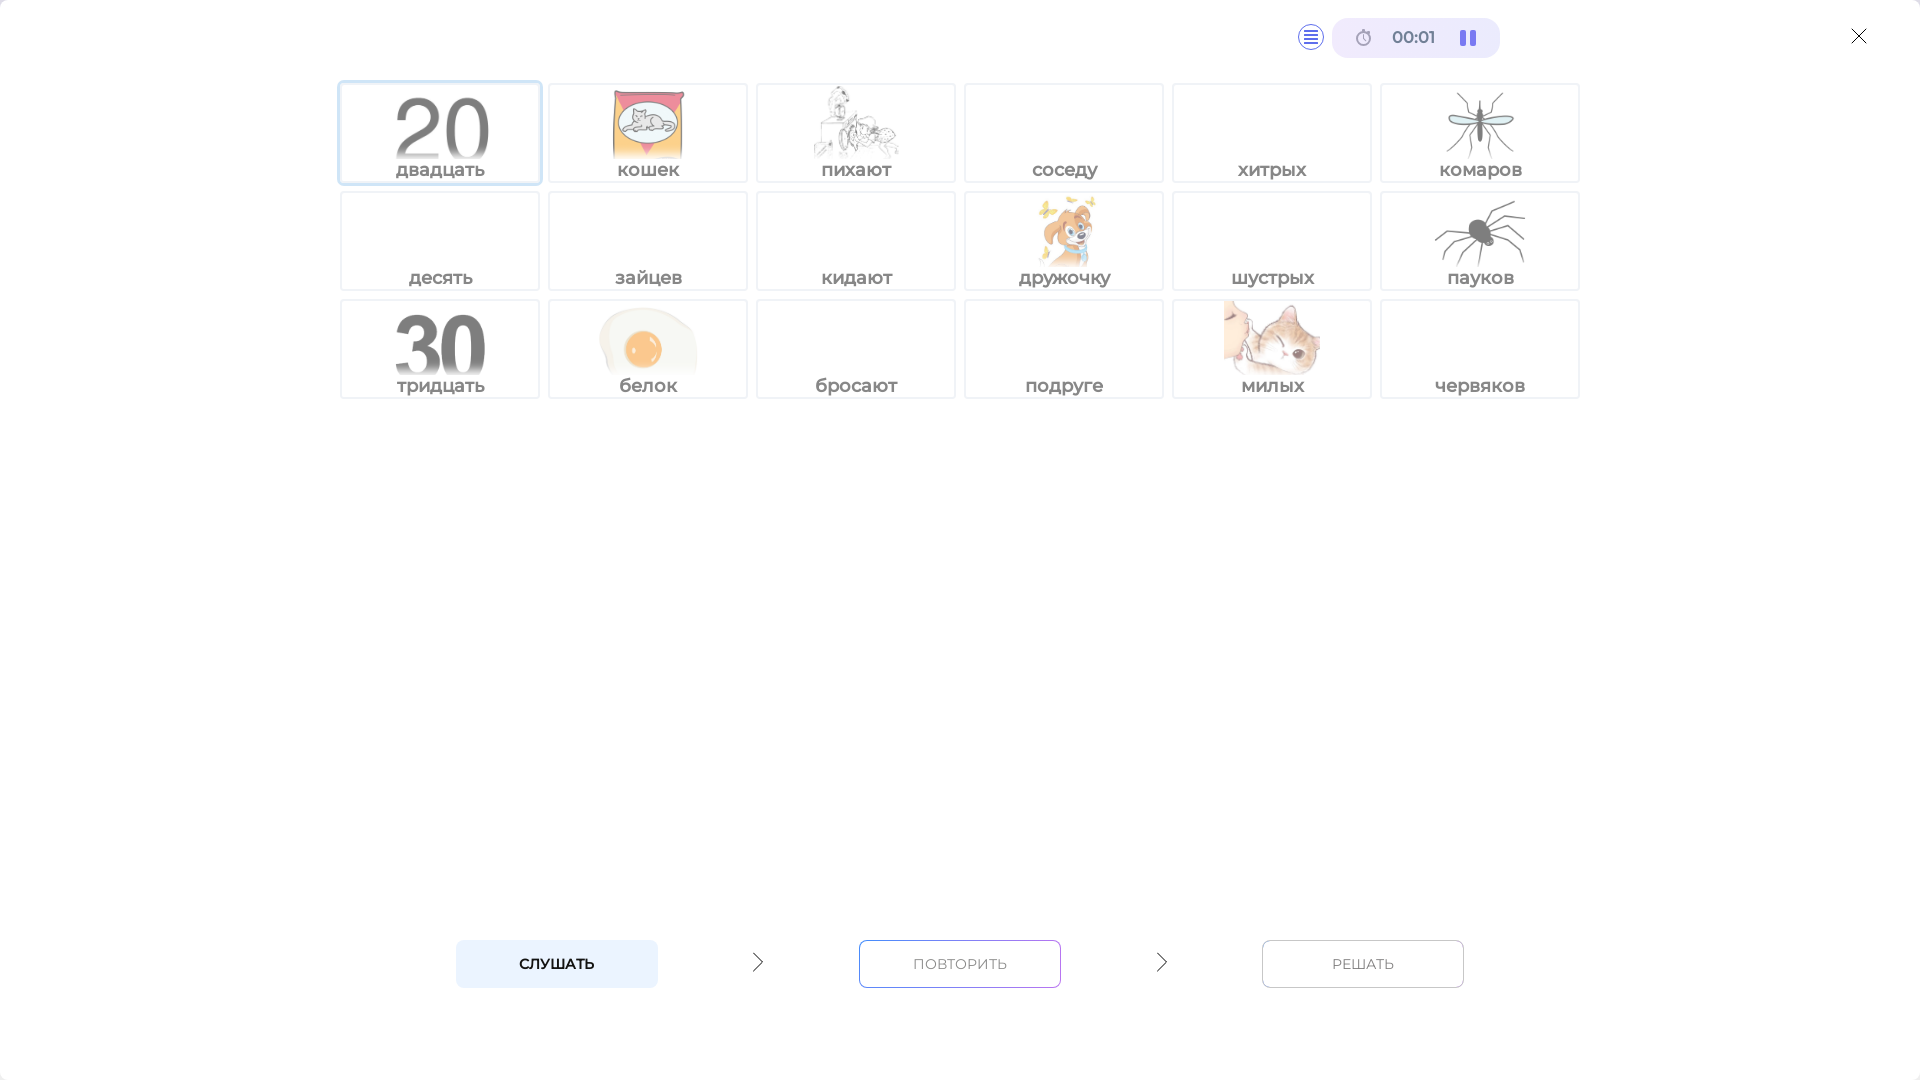 00:01
20
двадцать кошек пихают соседу хитрых комаров
десять зайцев кидают дружочку шустрых пауков
30
тридцать белок бросают подруге милых червяков
СЛУШАТЬ ПОВТОРИТЬ РЕШАТЬ